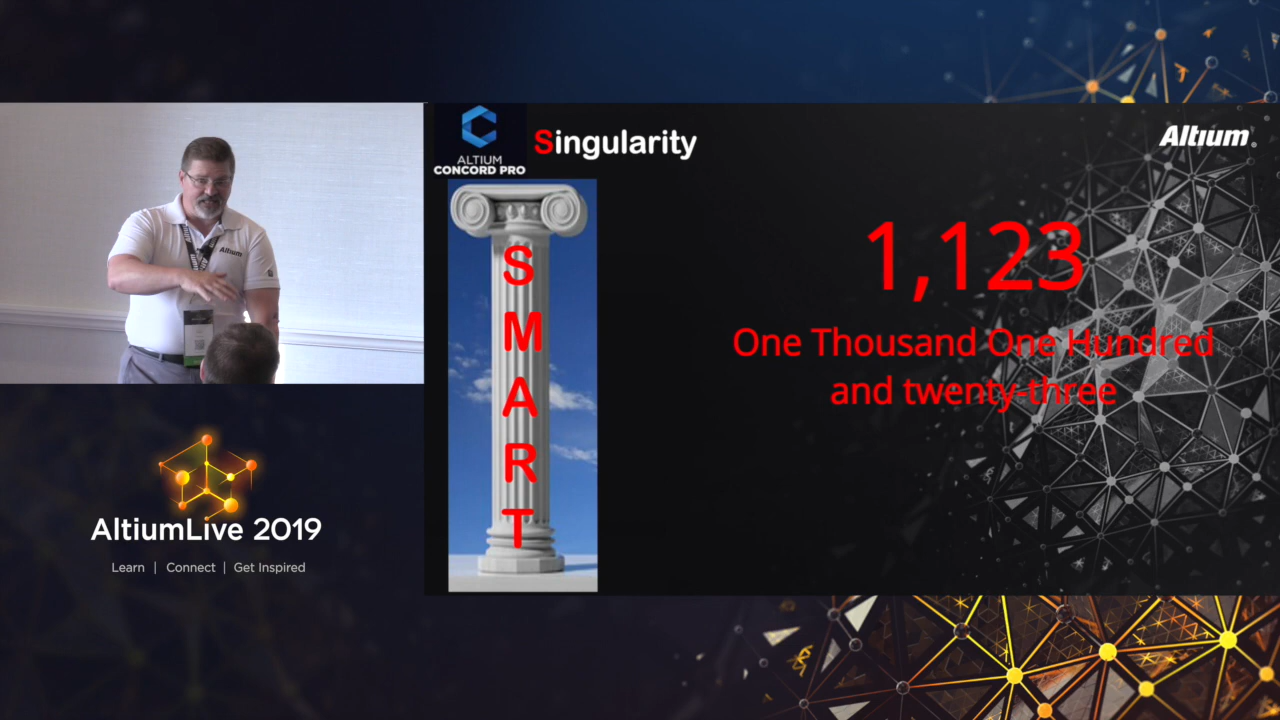 ALTIUM
CONCORD PRO
Singularity
Altium
S
M
A
R
T
1,123
One Thousand One Hundred
and twenty-three
Altium
AltiumLive 2019
Learn | Connect | Get Inspired